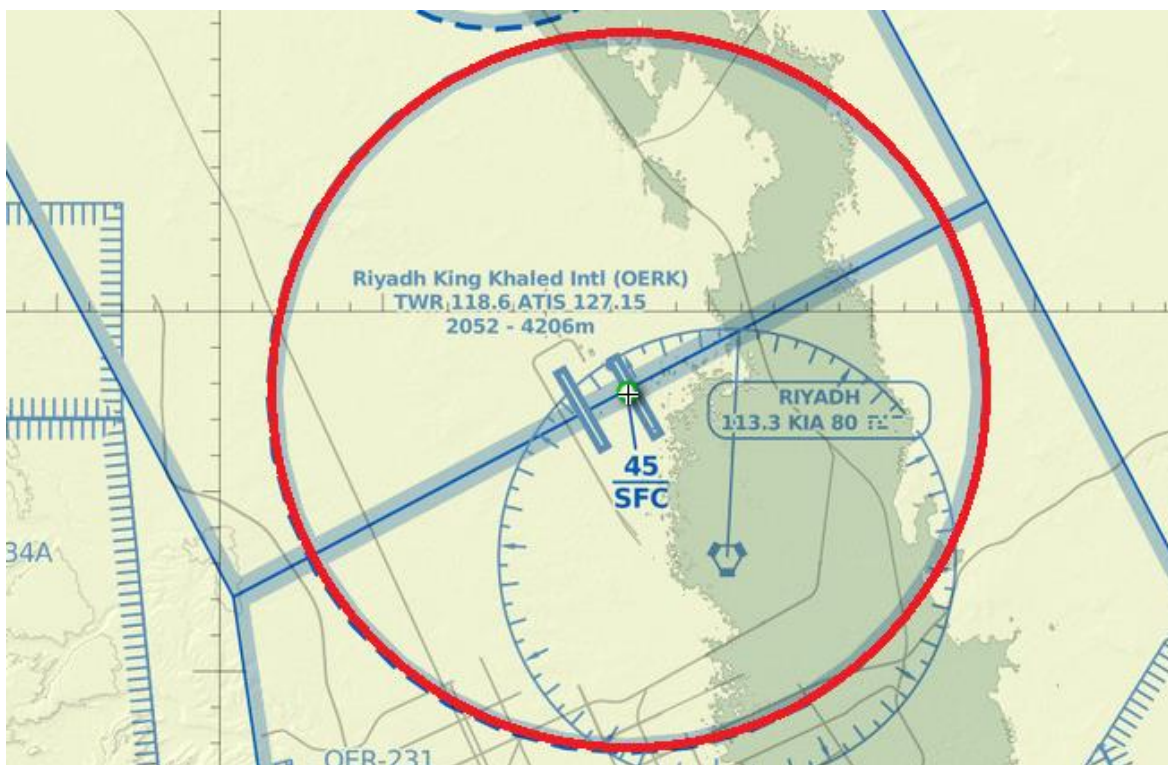 Riyadh King Khaled Intl (OERK)
TWR 118.6 ATIS 127.15
2052 - 4206m
RIYADH
113.3 KIA 80
45
SFC
34A
OER-231